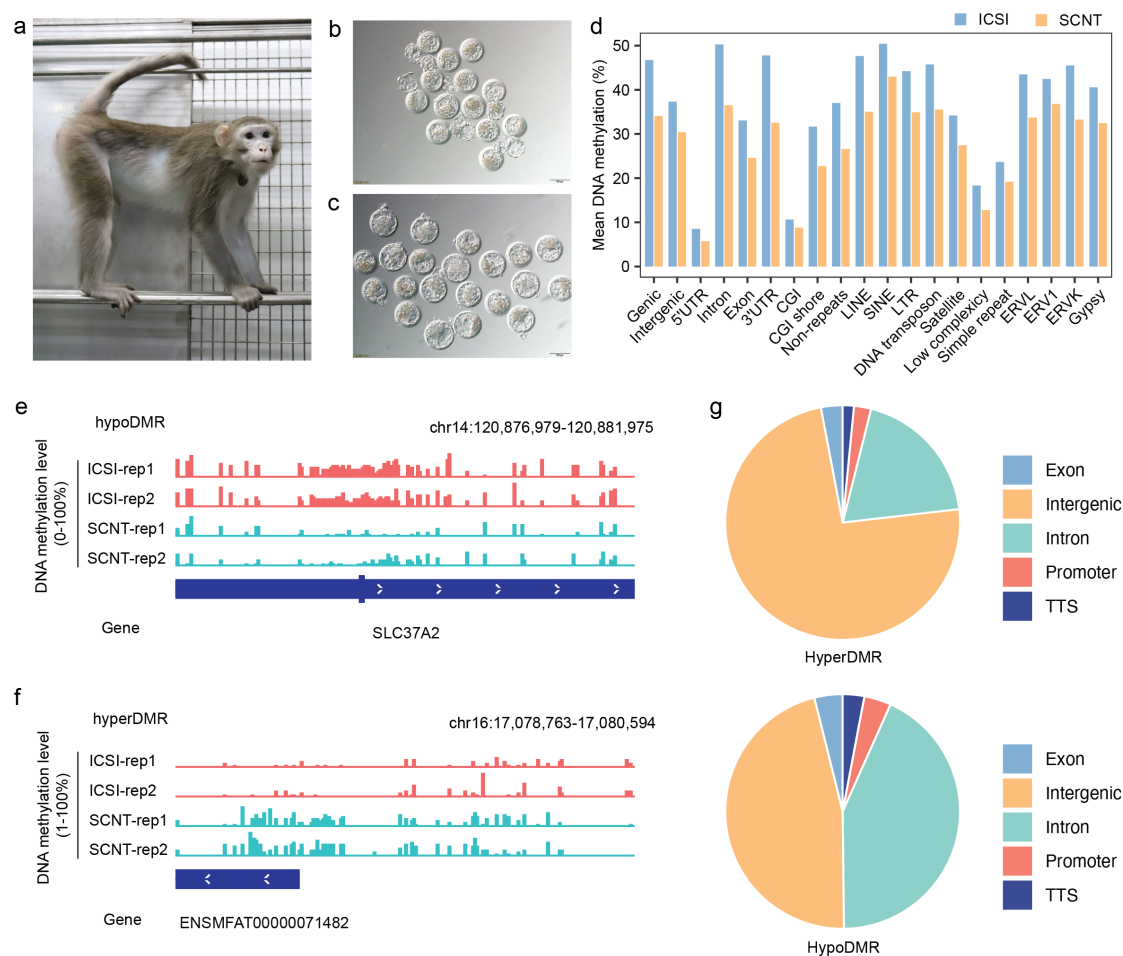 a
b
c
d
ICSI
SCNT
Mean DNA methylation (%)
50
40
30
20
10
0
Genic
Intergenic
5'UTR
Intron
Exon
3'UTR
CGI
CGI shore
Non-repeats
LINE
SINE
LTR
DNA transposon
Satellite
Low complexicy
Simple repeat
ERVL
ERV1
ERVK
Gypsy
e
hypoDMR
chr14:120,876,979-120,881,975
DNA methylation level
(0-100%)
ICSI-rep1
ICSI-rep2
SCNT-rep1
SCNT-rep2
Gene
SLC37A2
f
hyperDMR
chr16:17,078,763-17,080,594
DNA methylation level
(1-100%)
ICSI-rep1
ICSI-rep2
SCNT-rep1
SCNT-rep2
Gene
ENSMFAT00000071482
g
Exon
Intergenic
Intron
Promoter
TTS
HyperDMR
Exon
Intergenic
Intron
Promoter
TTS
HypoDMR